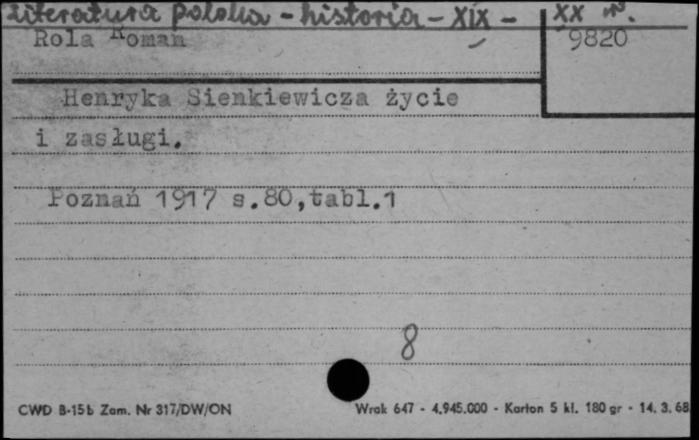 Literatura polska - historia - XIX - XX w.
Rola Roman 9820
Henryka Sienkiewicza życie
i zasługi.
Poznań 1917 s.80,tabl.1
8
CWD B-15b Zam. Nr 317/DW/ON Wrak 647 - 4.945.000 - Karton 5 kl. 180 gr - 14. 3. 68